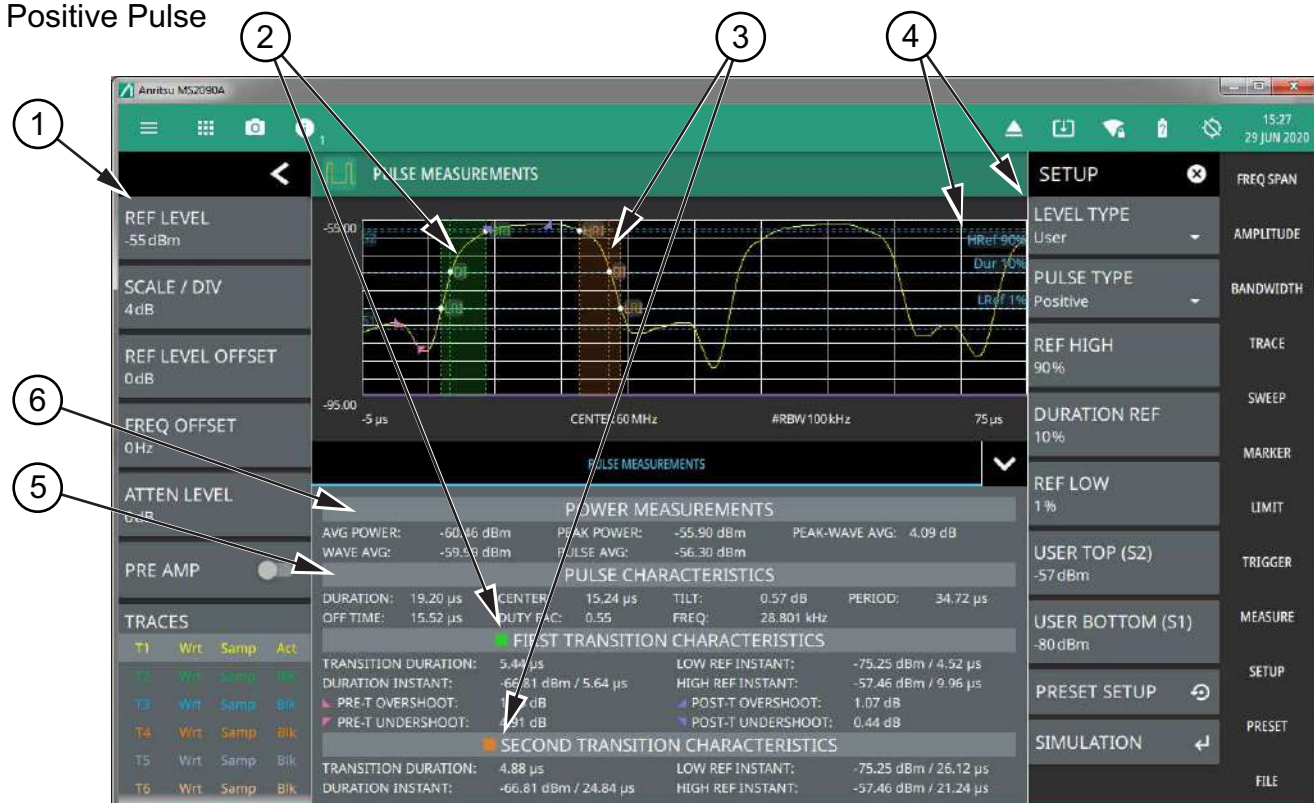 Positive Pulse
2
3
4
1
6
5
Anritsu MS2090A
1
15:27
29 JUN 2020
PULSE MEASUREMENTS
REF LEVEL
-55 dBm
SCALE / DIV
4 dB
REF LEVEL OFFSET
0 dB
FREQ OFFSET
0 Hz
ATTEN LEVEL
0 dB
PRE AMP
TRACES
T1 Wrt Samp Act
T2 Wrt Samp Blk
T3 Wrt Samp Blk
T4 Wrt Samp Blk
T5 Wrt Samp Blk
T6 Wrt Samp Blk
-55.00
S2
HR1
HR1
HRef 90%
D1
D1
Dur 10%
LR1
LR1
LRef 1%
-95.00
-5 µs
CENTER 60 MHz
#RBW 100 kHz
75 µs
PULSE MEASUREMENTS
POWER MEASUREMENTS
AVG POWER: -60.46 dBm PEAK POWER: -55.90 dBm PEAK-WAVE AVG: 4.09 dB
WAVE AVG: -59.99 dBm PULSE AVG: -56.30 dBm
PULSE CHARACTERISTICS
DURATION: 19.20 µs CENTER: 15.24 µs TILT: 0.57 dB PERIOD: 34.72 µs
OFF TIME: 15.52 µs DUTY FAC: 0.55 FREQ: 28.801 kHz
FIRST TRANSITION CHARACTERISTICS
TRANSITION DURATION: 5.44 µs LOW REF INSTANT: -75.25 dBm / 4.52 µs
DURATION INSTANT: -66.81 dBm / 5.64 µs HIGH REF INSTANT: -57.46 dBm / 9.96 µs
PRE-T OVERSHOOT: dB POST-T OVERSHOOT: 1.07 dB
PRE-T UNDERSHOOT: 4.91 dB POST-T UNDERSHOOT: 0.44 dB
SECOND TRANSITION CHARACTERISTICS
TRANSITION DURATION: 4.88 µs LOW REF INSTANT: -75.25 dBm / 26.12 µs
DURATION INSTANT: -66.81 dBm / 24.84 µs HIGH REF INSTANT: -57.46 dBm / 21.24 µs
SETUP
LEVEL TYPE
User
PULSE TYPE
Positive
REF HIGH
90%
DURATION REF
10%
REF LOW
1%
USER TOP (S2)
-57 dBm
USER BOTTOM (S1)
-80 dBm
PRESET SETUP
SIMULATION
FREQ SPAN
AMPLITUDE
BANDWIDTH
TRACE
SWEEP
MARKER
LIMIT
TRIGGER
MEASURE
SETUP
PRESET
FILE